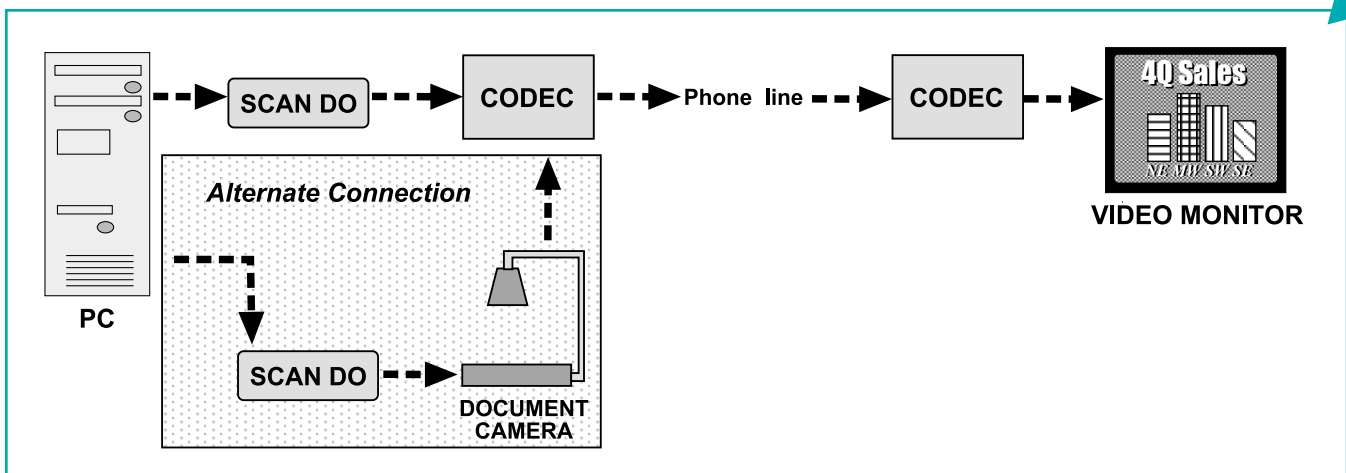 SCAN DO
CODEC
Phone line
CODEC
4Q Sales
NE MW SW SE
VIDEO MONITOR
Alternate Connection
PC
SCAN DO
DOCUMENT
CAMERA